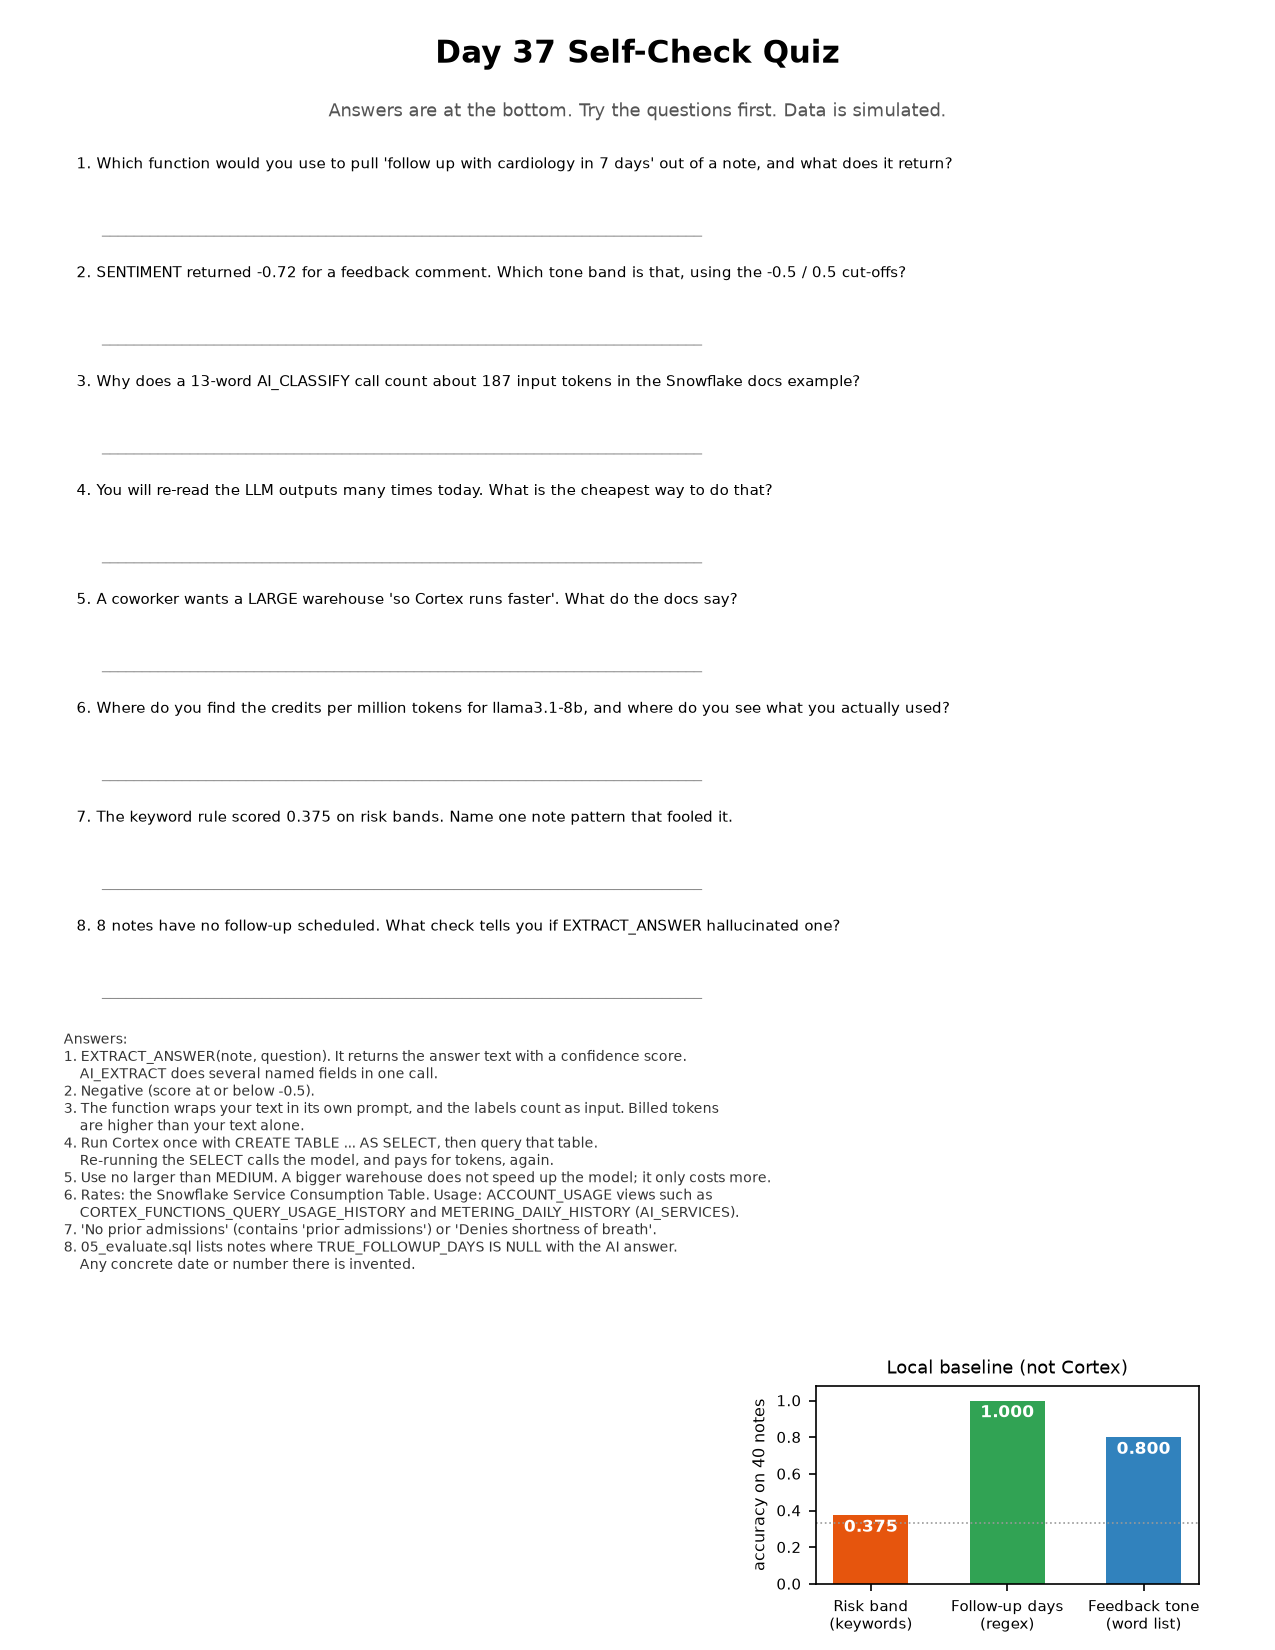 Day 37 Self-Check Quiz
Answers are at the bottom. Try the questions first. Data is simulated.
1. Which function would you use to pull 'follow up with cardiology in 7 days' out of a note, and what does it return?
2. SENTIMENT returned -0.72 for a feedback comment. Which tone band is that, using the -0.5 / 0.5 cut-offs?
3. Why does a 13-word AI_CLASSIFY call count about 187 input tokens in the Snowflake docs example?
4. You will re-read the LLM outputs many times today. What is the cheapest way to do that?
5. A coworker wants a LARGE warehouse 'so Cortex runs faster'. What do the docs say?
6. Where do you find the credits per million tokens for llama3.1-8b, and where do you see what you actually used?
7. The keyword rule scored 0.375 on risk bands. Name one note pattern that fooled it.
8. 8 notes have no follow-up scheduled. What check tells you if EXTRACT_ANSWER hallucinated one?
Answers:
1. EXTRACT_ANSWER(note, question). It returns the answer text with a confidence score.
AI_EXTRACT does several named fields in one call.
2. Negative (score at or below -0.5).
3. The function wraps your text in its own prompt, and the labels count as input. Billed tokens
are higher than your text alone.
4. Run Cortex once with CREATE TABLE ... AS SELECT, then query that table.
Re-running the SELECT calls the model, and pays for tokens, again.
5. Use no larger than MEDIUM. A bigger warehouse does not speed up the model; it only costs more.
6. Rates: the Snowflake Service Consumption Table. Usage: ACCOUNT_USAGE views such as
CORTEX_FUNCTIONS_QUERY_USAGE_HISTORY and METERING_DAILY_HISTORY (AI_SERVICES).
7. 'No prior admissions' (contains 'prior admissions') or 'Denies shortness of breath'.
8. 05_evaluate.sql lists notes where TRUE_FOLLOWUP_DAYS IS NULL with the AI answer.
Any concrete date or number there is invented.
Local baseline (not Cortex)
accuracy on 40 notes
1.0
0.8
0.6
0.4
0.2
0.0
0.375
1.000
0.800
Risk band
(keywords)
Follow-up days
(regex)
Feedback tone
(word list)